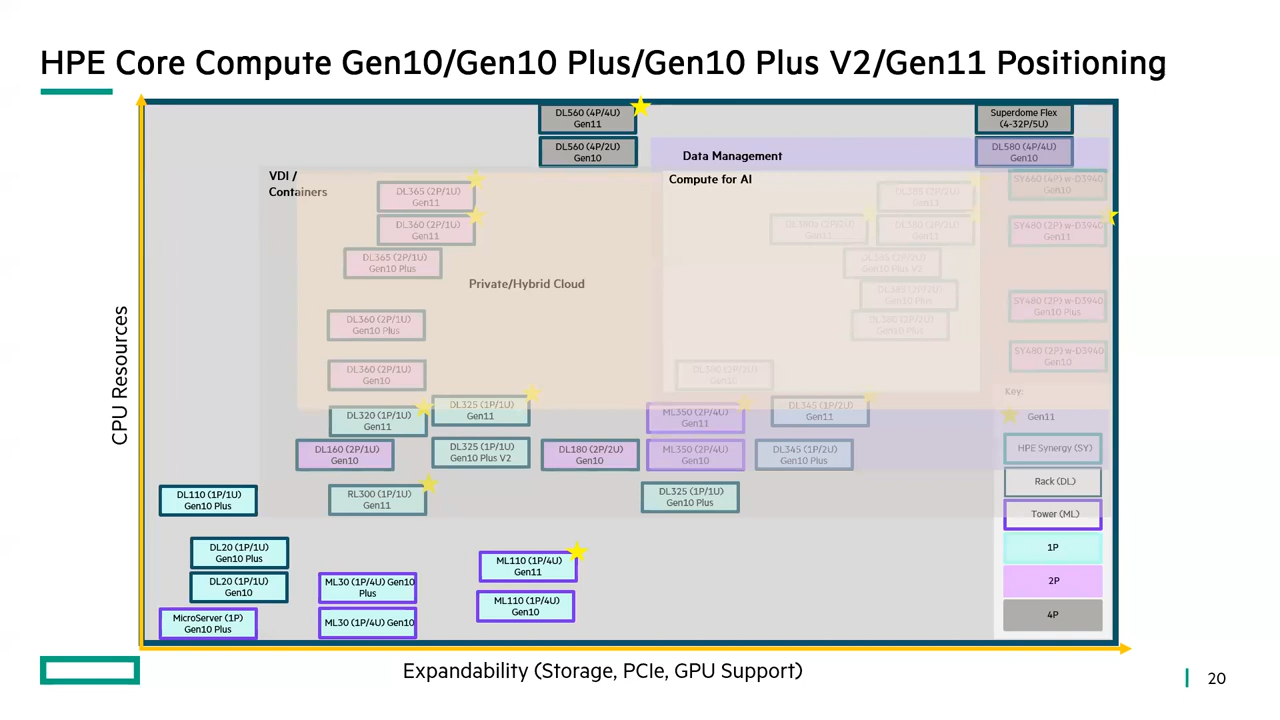 HPE Core Compute Gen10/Gen10 Plus/Gen10 Plus V2/Gen11 Positioning
CPU Resources
DL560 (4P/4U)
Gen11
DL560 (4P/2U)
Gen10
Superdome Flex
(4-32P/5U)
DL580 (4P/4U)
Gen10
Data Management
VDI /
Containers
Compute for AI
DL365 (2P/1U)
Gen11
DL360 (2P/1U)
Gen11
DL365 (2P/1U)
Gen10 Plus
Private/Hybrid Cloud
DL360 (2P/1U)
Gen10 Plus
DL360 (2P/1U)
Gen10
DL385 (2P/2U)
Gen11
DL380 (2P/2U)
Gen11
Gen11
DL385 (2P/2U)
Gen10 Plus V2
DL385 (2P/2U)
Gen10 Plus
DL380 (2P/2U)
Gen10 Plus
DL380 (2P/2U)
Gen10
SY660 (4P) w-D3940
Gen10
SY480 (2P) w-D3940
Gen11
SY480 (2P) w-D3940
Gen10 Plus
SY480 (2P) w-D3940
Gen10
DL320 (1P/1U)
Gen11
DL325 (1P/1U)
Gen11
ML350 (2P/4U)
Gen11
DL345 (1P/2U)
Gen11
DL160 (2P/1U)
Gen10
DL325 (1P/1U)
Gen10 Plus V2
DL180 (2P/2U)
Gen10
ML350 (2P/4U)
Gen10
DL345 (1P/2U)
Gen10 Plus
DL110 (1P/1U)
Gen10 Plus
RL300 (1P/1U)
Gen11
DL325 (1P/1U)
Gen10 Plus
DL20 (1P/1U)
Gen10 Plus
DL20 (1P/1U)
Gen10
MicroServer (1P)
Gen10 Plus
ML30 (1P/4U) Gen10
Plus
ML30 (1P/4U) Gen10
ML110 (1P/4U)
Gen11
ML110 (1P/4U)
Gen10
Key:
Gen11
HPE Synergy (SY)
Rack (DL)
Tower (ML)
1P
2P
4P
Expandability (Storage, PCIe, GPU Support)
20